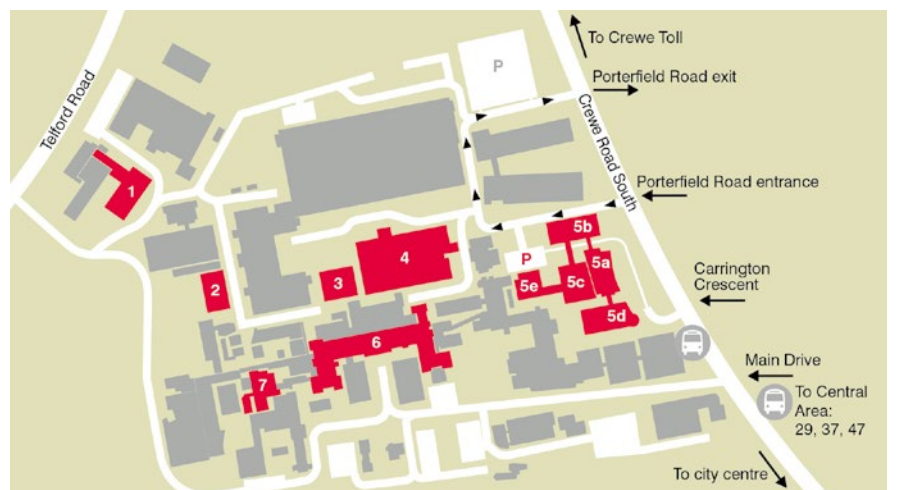 To Crewe Toll
P
Porterfield Road exit
Telford Road
Crewe Road South
Porterfield Road entrance
1
5b
P
5a
4
Carrington
Crescent
2
3
5c
5e
5d
6
Main Drive
7
To Central
Area:
29, 37, 47
To city centre